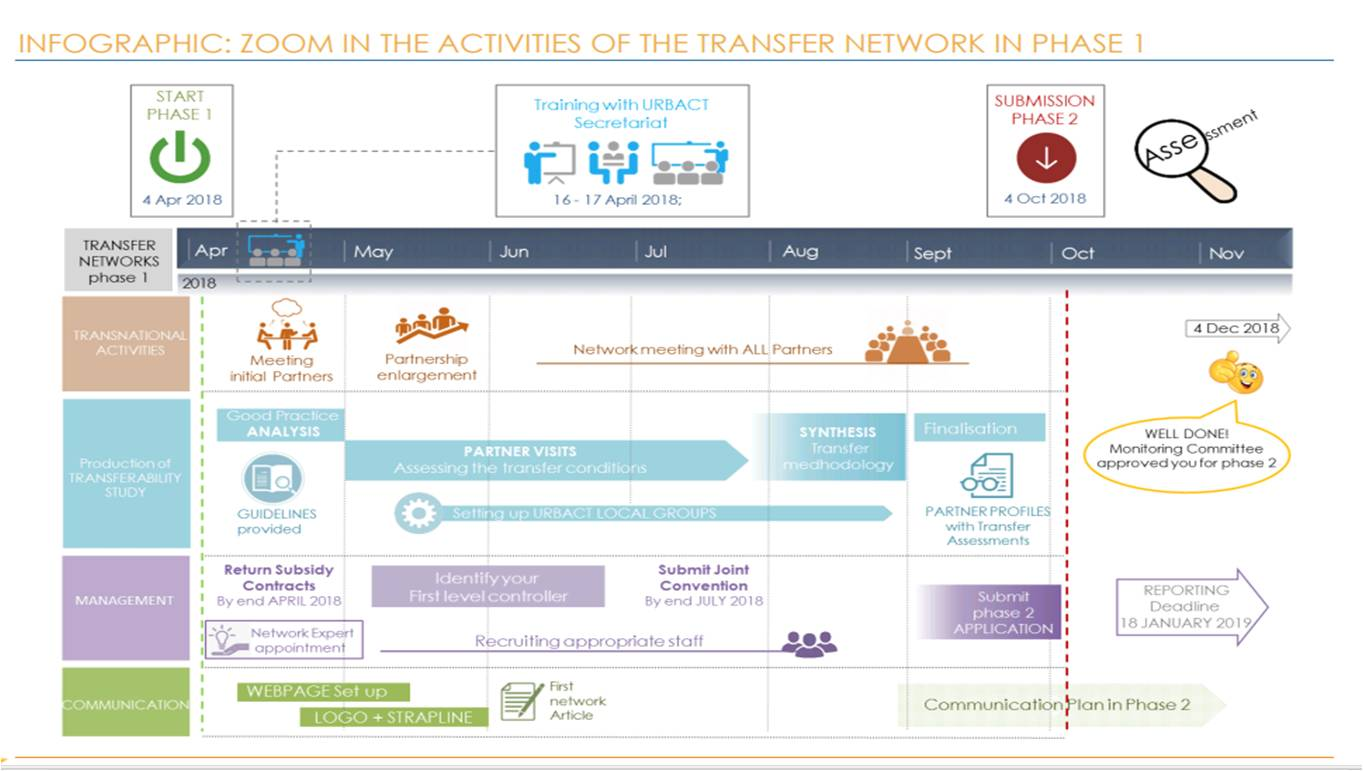 INFOGRAPHIC: ZOOM IN THE ACTIVITIES OF THE TRANSFER NETWORK IN PHASE 1
START
PHASE 1
4 Apr 2018
Training with URBACT
Secretariat
16 - 17 April 2018;
SUBMISSION
PHASE 2
4 Oct 2018
Assessment
TRANSFER
NETWORKS
phase 1
Apr
May
Jun
Jul
Aug
Sept
Oct
Nov
2018
TRANSNATIONAL
ACTIVITIES
Meeting
initial Partners
Partnership
enlargement
Network meeting with ALL Partners
4 Dec 2018
Production of
TRANSFERABILITY
STUDY
Good Practice
ANALYSIS
GUIDELINES
provided
PARTNER VISITS
Assessing the transfer conditions
Setting up URBACT LOCAL GROUPS
SYNTHESIS
Transfer
medhodology
Finalisation
PARTNER PROFILES
with Transfer
Assessments
WELL DONE!
Monitoring Committee
approved you for phase 2
MANAGEMENT
Return Subsidy
Contracts
By end APRIL 2018
Network Expert
appointment
Identify your
First level controller
Recruiting appropriate staff
Submit Joint
Convention
By end JULY 2018
Submit
phase 2
APPLICATION
REPORTING
Deadline
18 JANUARY 2019
COMMUNICATION
WEBPAGE Set up
LOGO + STRAPLINE
First
network
Article
Communication Plan in Phase 2